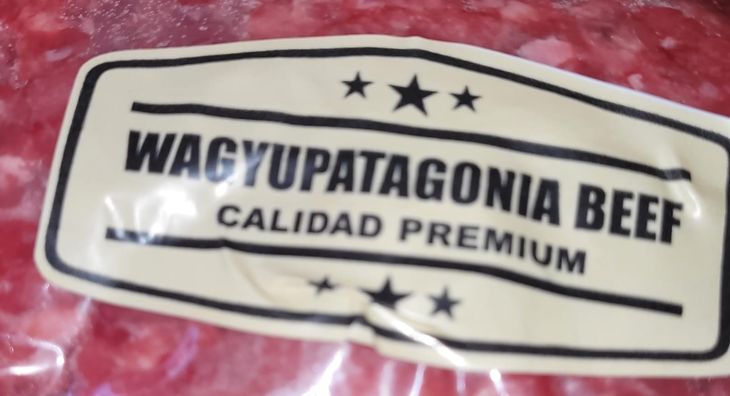 WAGYUPATAGONIA BEEF
CALIDAD PREMIUM